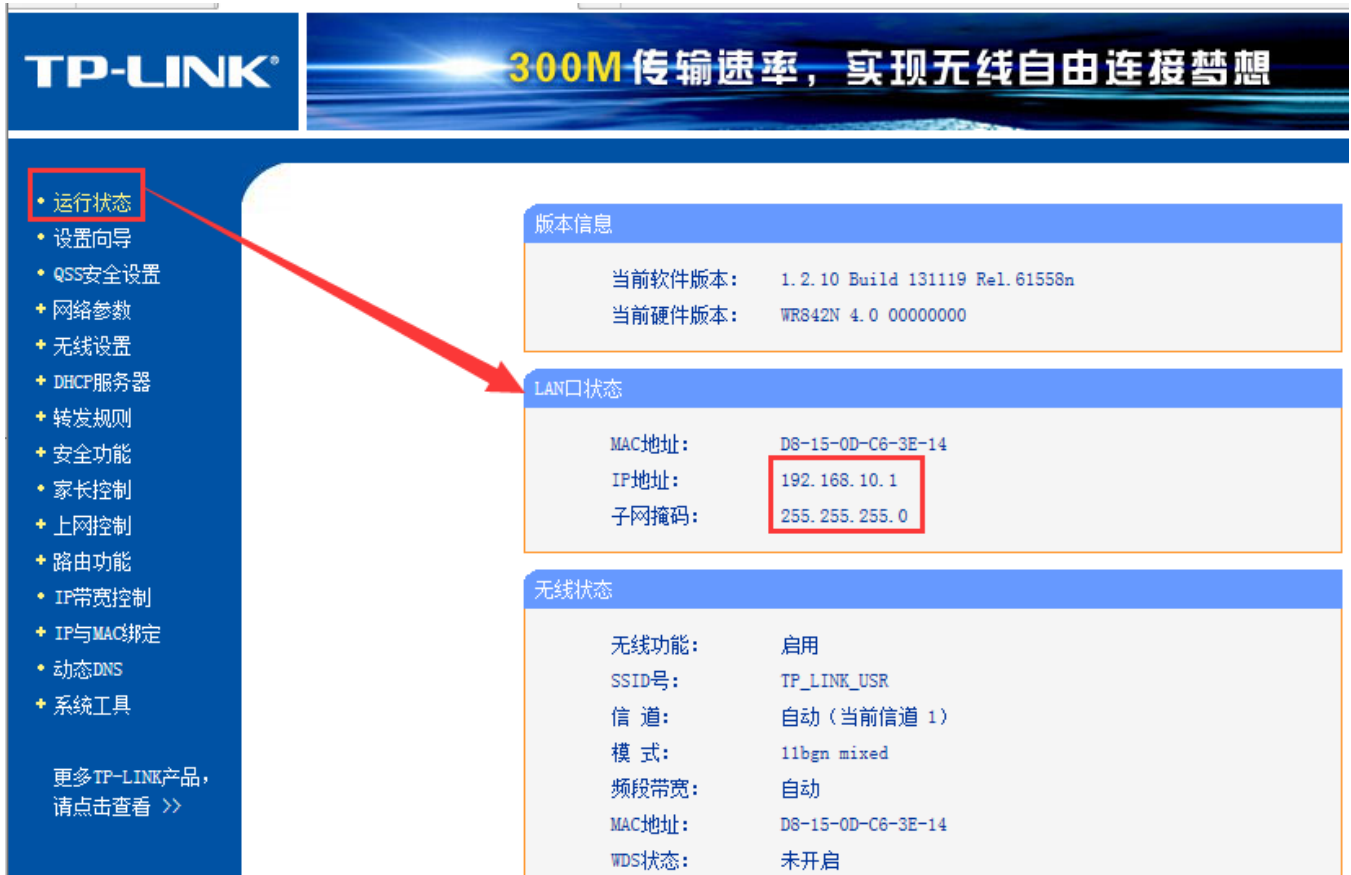 TP-LINK®
300M 传输速率，实现无线自由连接梦想
运行状态
设置向导
QSS安全设置
网络参数
无线设置
DHCP服务器
转发规则
安全功能
家长控制
上网控制
路由功能
IP带宽控制
IP与MAC绑定
动态DNS
系统工具
更多TP-LINK产品，
请点击查看 >>
版本信息
当前软件版本： 1.2.10 Build 131119 Rel.61558n
当前硬件版本： WR842N 4.0 00000000
LAN口状态
MAC地址： D8-15-0D-C6-3E-14
IP地址： 192.168.10.1
子网掩码： 255.255.255.0
无线状态
无线功能： 启用
SSID号： TP_LINK_USR
信 道： 自动（当前信道 1）
模 式： 11bgn mixed
频段带宽： 自动
MAC地址： D8-15-0D-C6-3E-14
WDS状态： 未开启